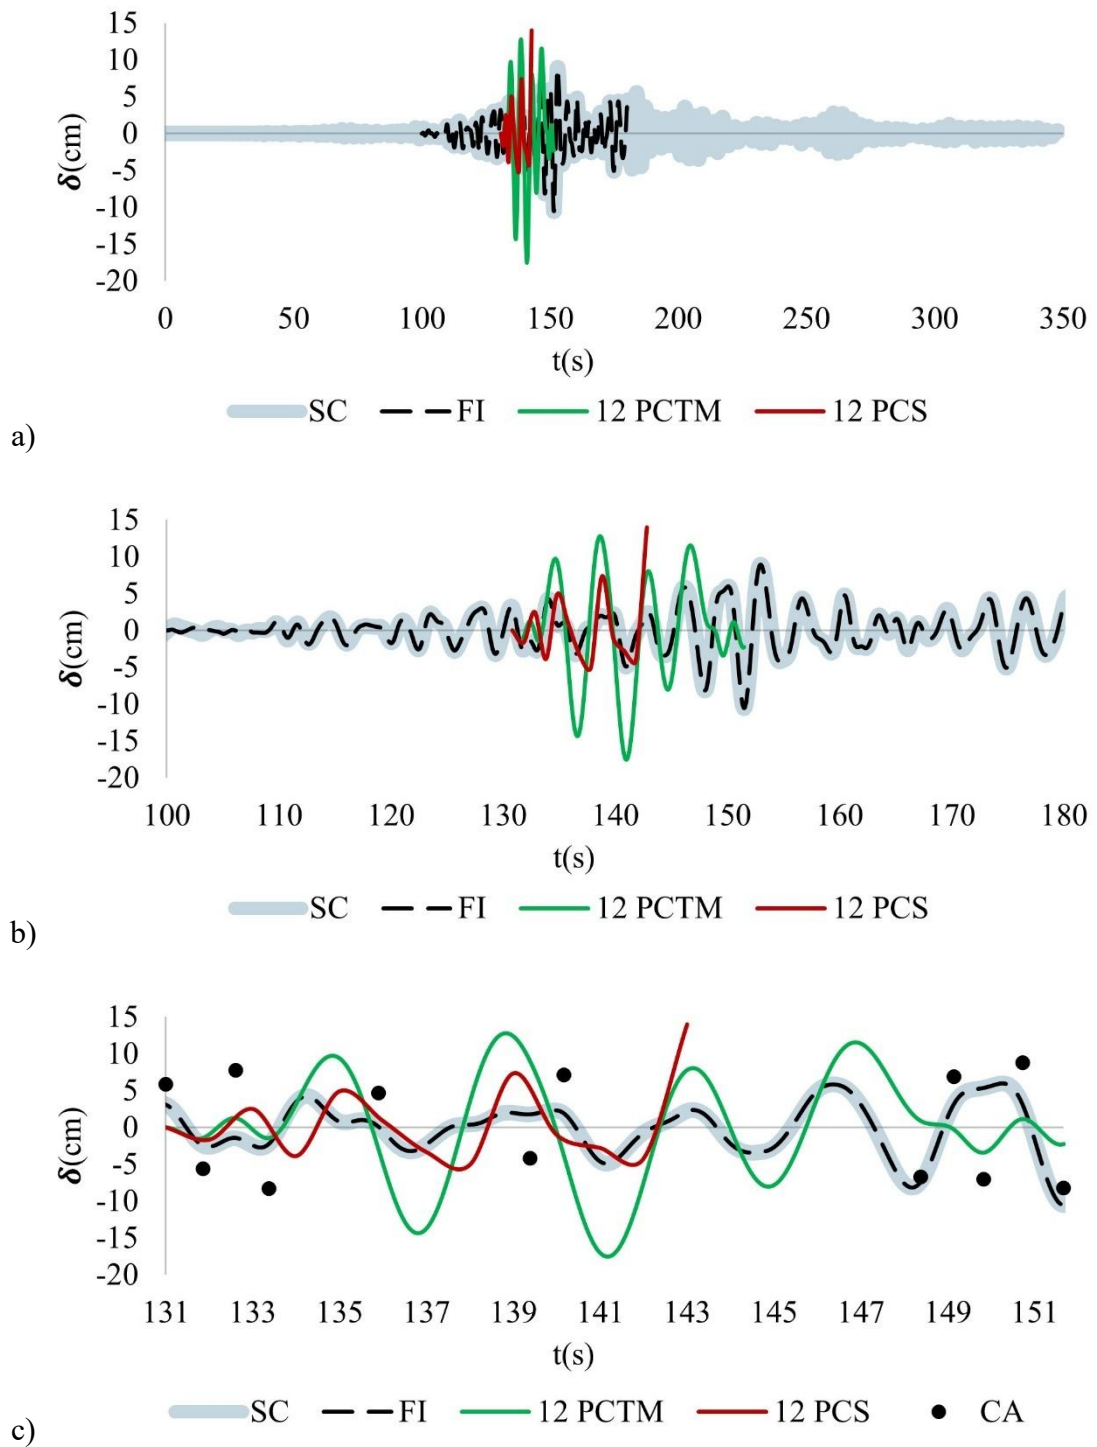 15
10
5
0
-5
-10
-15
-20
δ(cm)
0 50 100 150 200 250 300 350
t(s)
SC FI 12 PCTM 12 PCS
a)
15
10
5
0
-5
-10
-15
-20
δ(cm)
100 110 120 130 140 150 160 170 180
t(s)
SC FI 12 PCTM 12 PCS
b)
15
10
5
0
-5
-10
-15
-20
δ(cm)
131 133 135 137 139 141 143 145 147 149 151
t(s)
SC FI 12 PCTM 12 PCS CA
c)